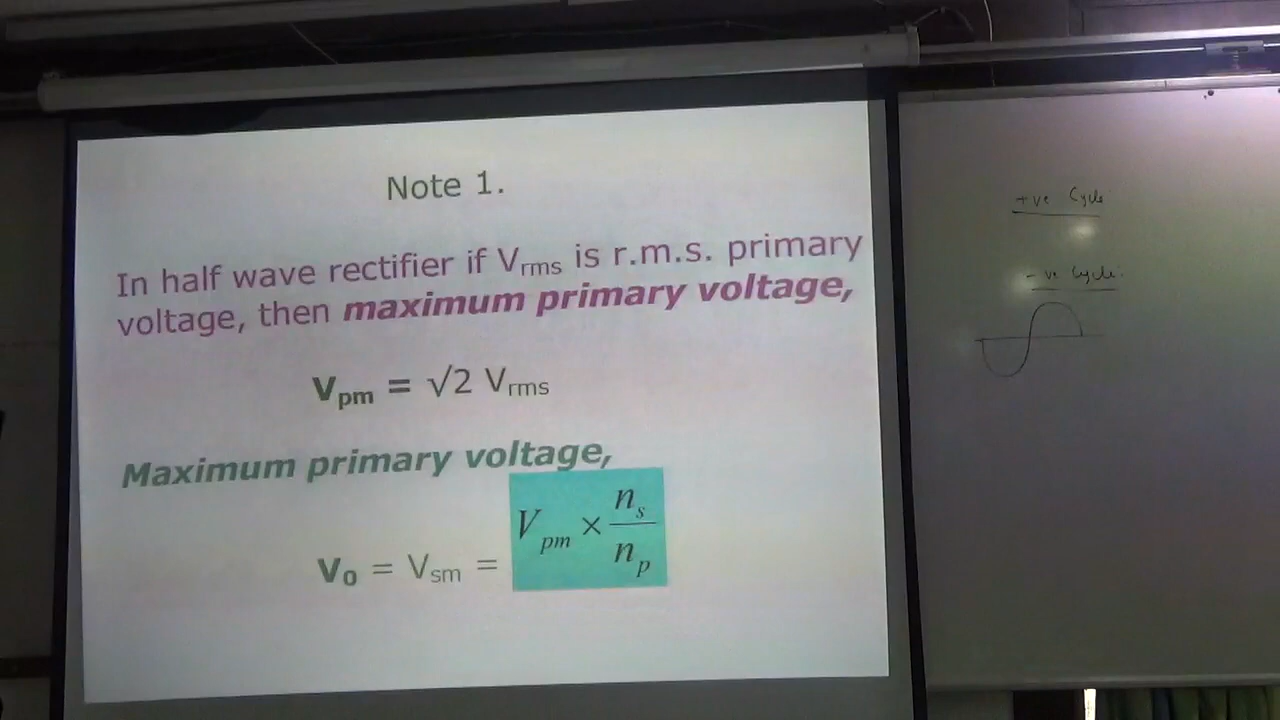 Note 1.
In half wave rectifier if Vrms is r.m.s. primary
voltage, then maximum primary voltage,
Vpm = √2 Vrms
Maximum primary voltage,
V0 = Vsm = Vpm × ns/np
+ve Cycle
-ve Cycle.